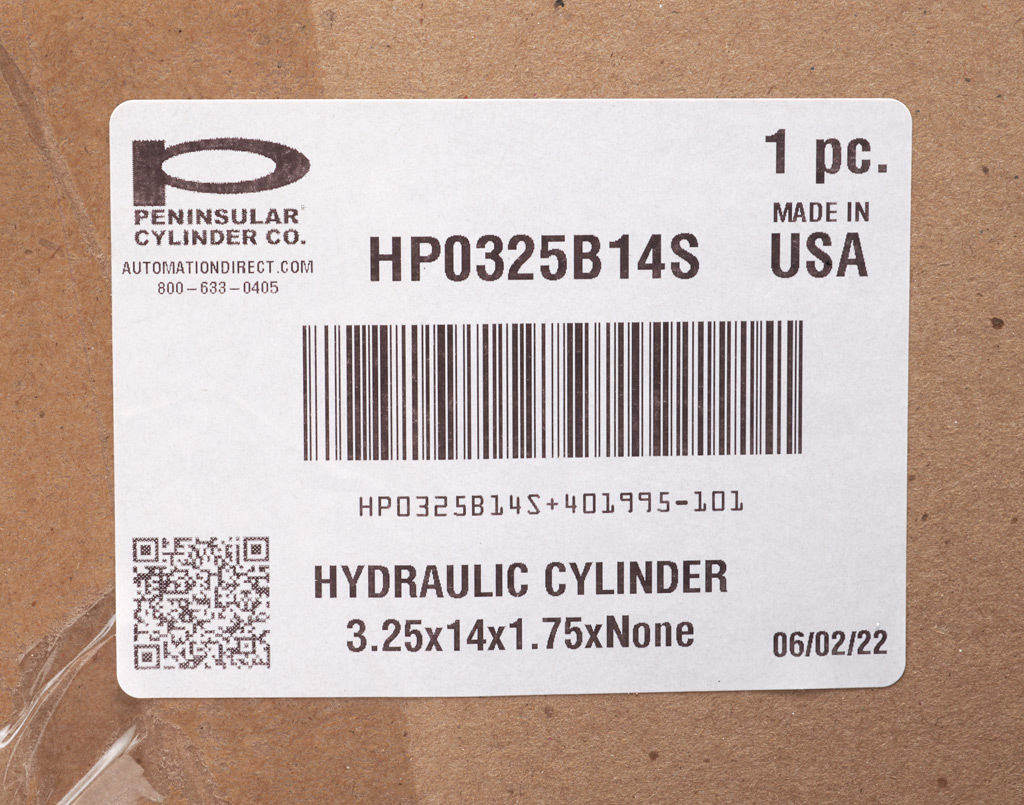 1 pc.
PENINSULAR
CYLINDER CO.
AUTOMATIONDIRECT.COM
800-633-0405
HP0325B14S
MADE IN
USA
HP0325B14S+401995-101
HYDRAULIC CYLINDER
3.25x14x1.75xNone
06/02/22